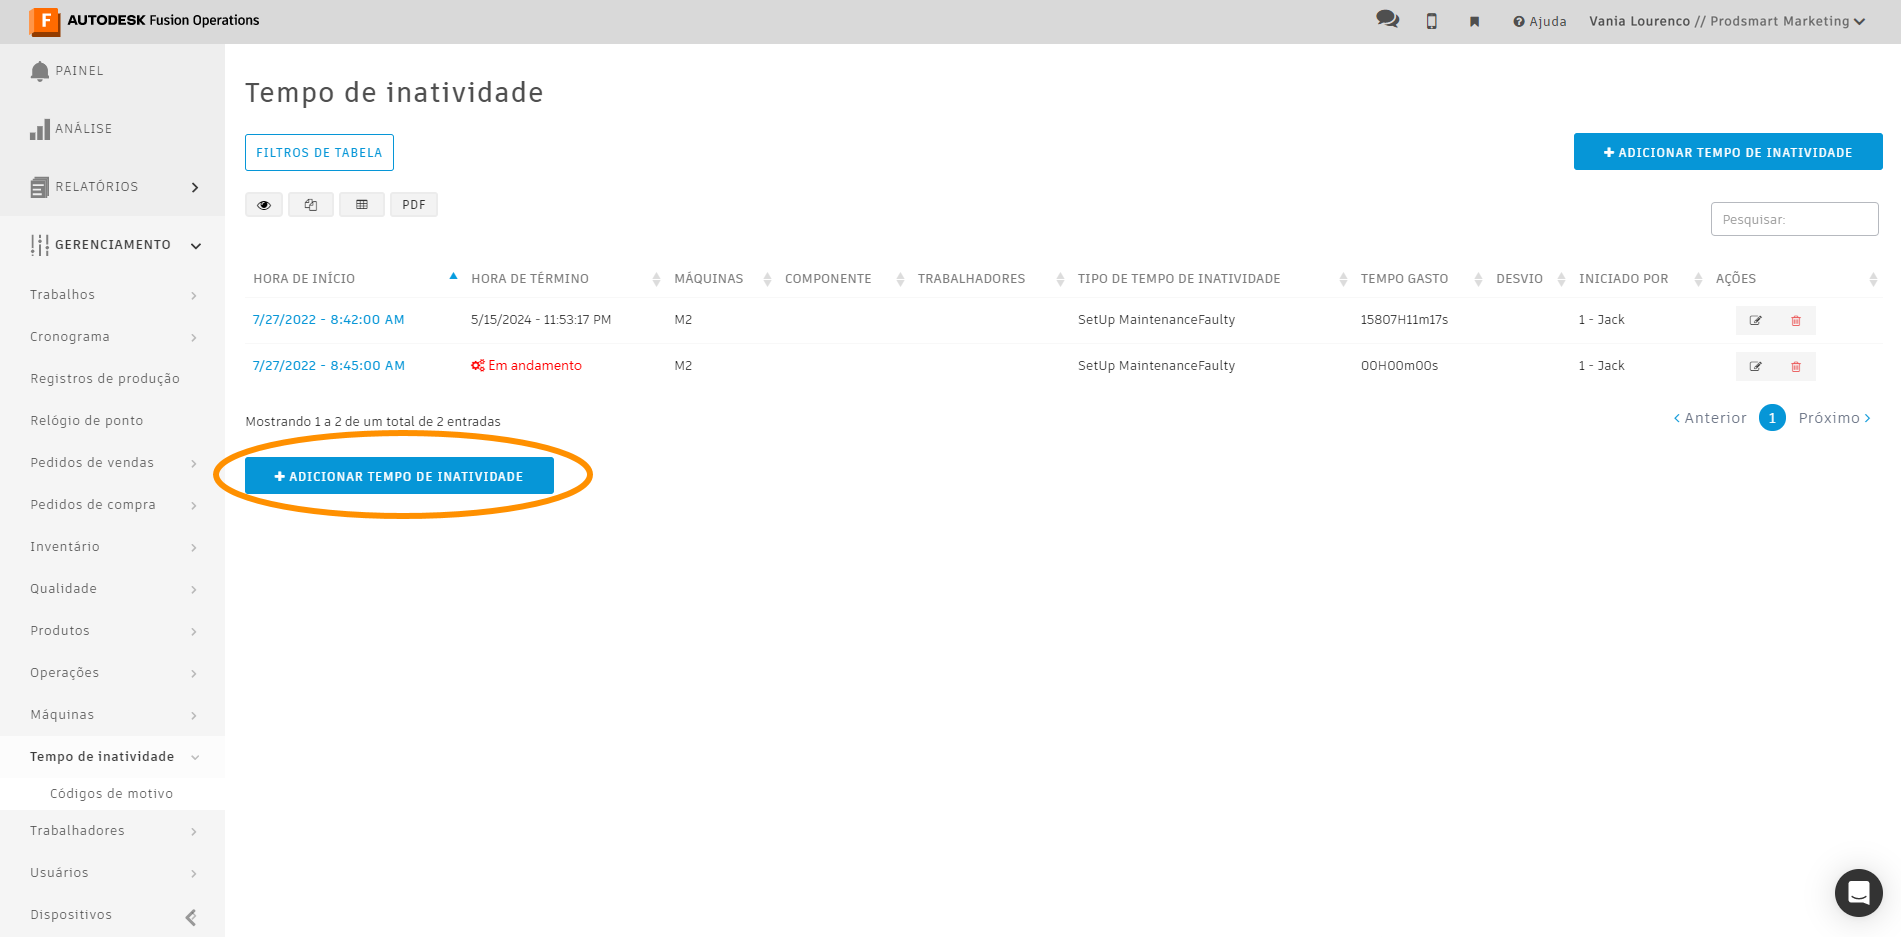 F AUTODESK Fusion Operations
Ajuda
Vania Lourenco // Prodsmart Marketing
PAINEL
ANÁLISE
RELATÓRIOS
GERENCIAMENTO
Trabalhos
Cronograma
Registros de produção
Relógio de ponto
Pedidos de vendas
Pedidos de compra
Inventário
Qualidade
Produtos
Operações
Máquinas
Tempo de inatividade
Códigos de motivo
Trabalhadores
Usuários
Dispositivos
Tempo de inatividade
FILTROS DE TABELA
+ ADICIONAR TEMPO DE INATIVIDADE
PDF
Pesquisar:
HORA DE INÍCIO HORA DE TÉRMINO MÁQUINAS COMPONENTE TRABALHADORES TIPO DE TEMPO DE INATIVIDADE TEMPO GASTO DESVIO INICIADO POR AÇÕES
7/27/2022 - 8:42:00 AM 5/15/2024 - 11:53:17 PM M2 SetUp MaintenanceFaulty 15807H11m17s 1 - Jack
7/27/2022 - 8:45:00 AM Em andamento M2 SetUp MaintenanceFaulty 00H00m00s 1 - Jack
Mostrando 1 a 2 de um total de 2 entradas
< Anterior 1 Próximo >
+ ADICIONAR TEMPO DE INATIVIDADE